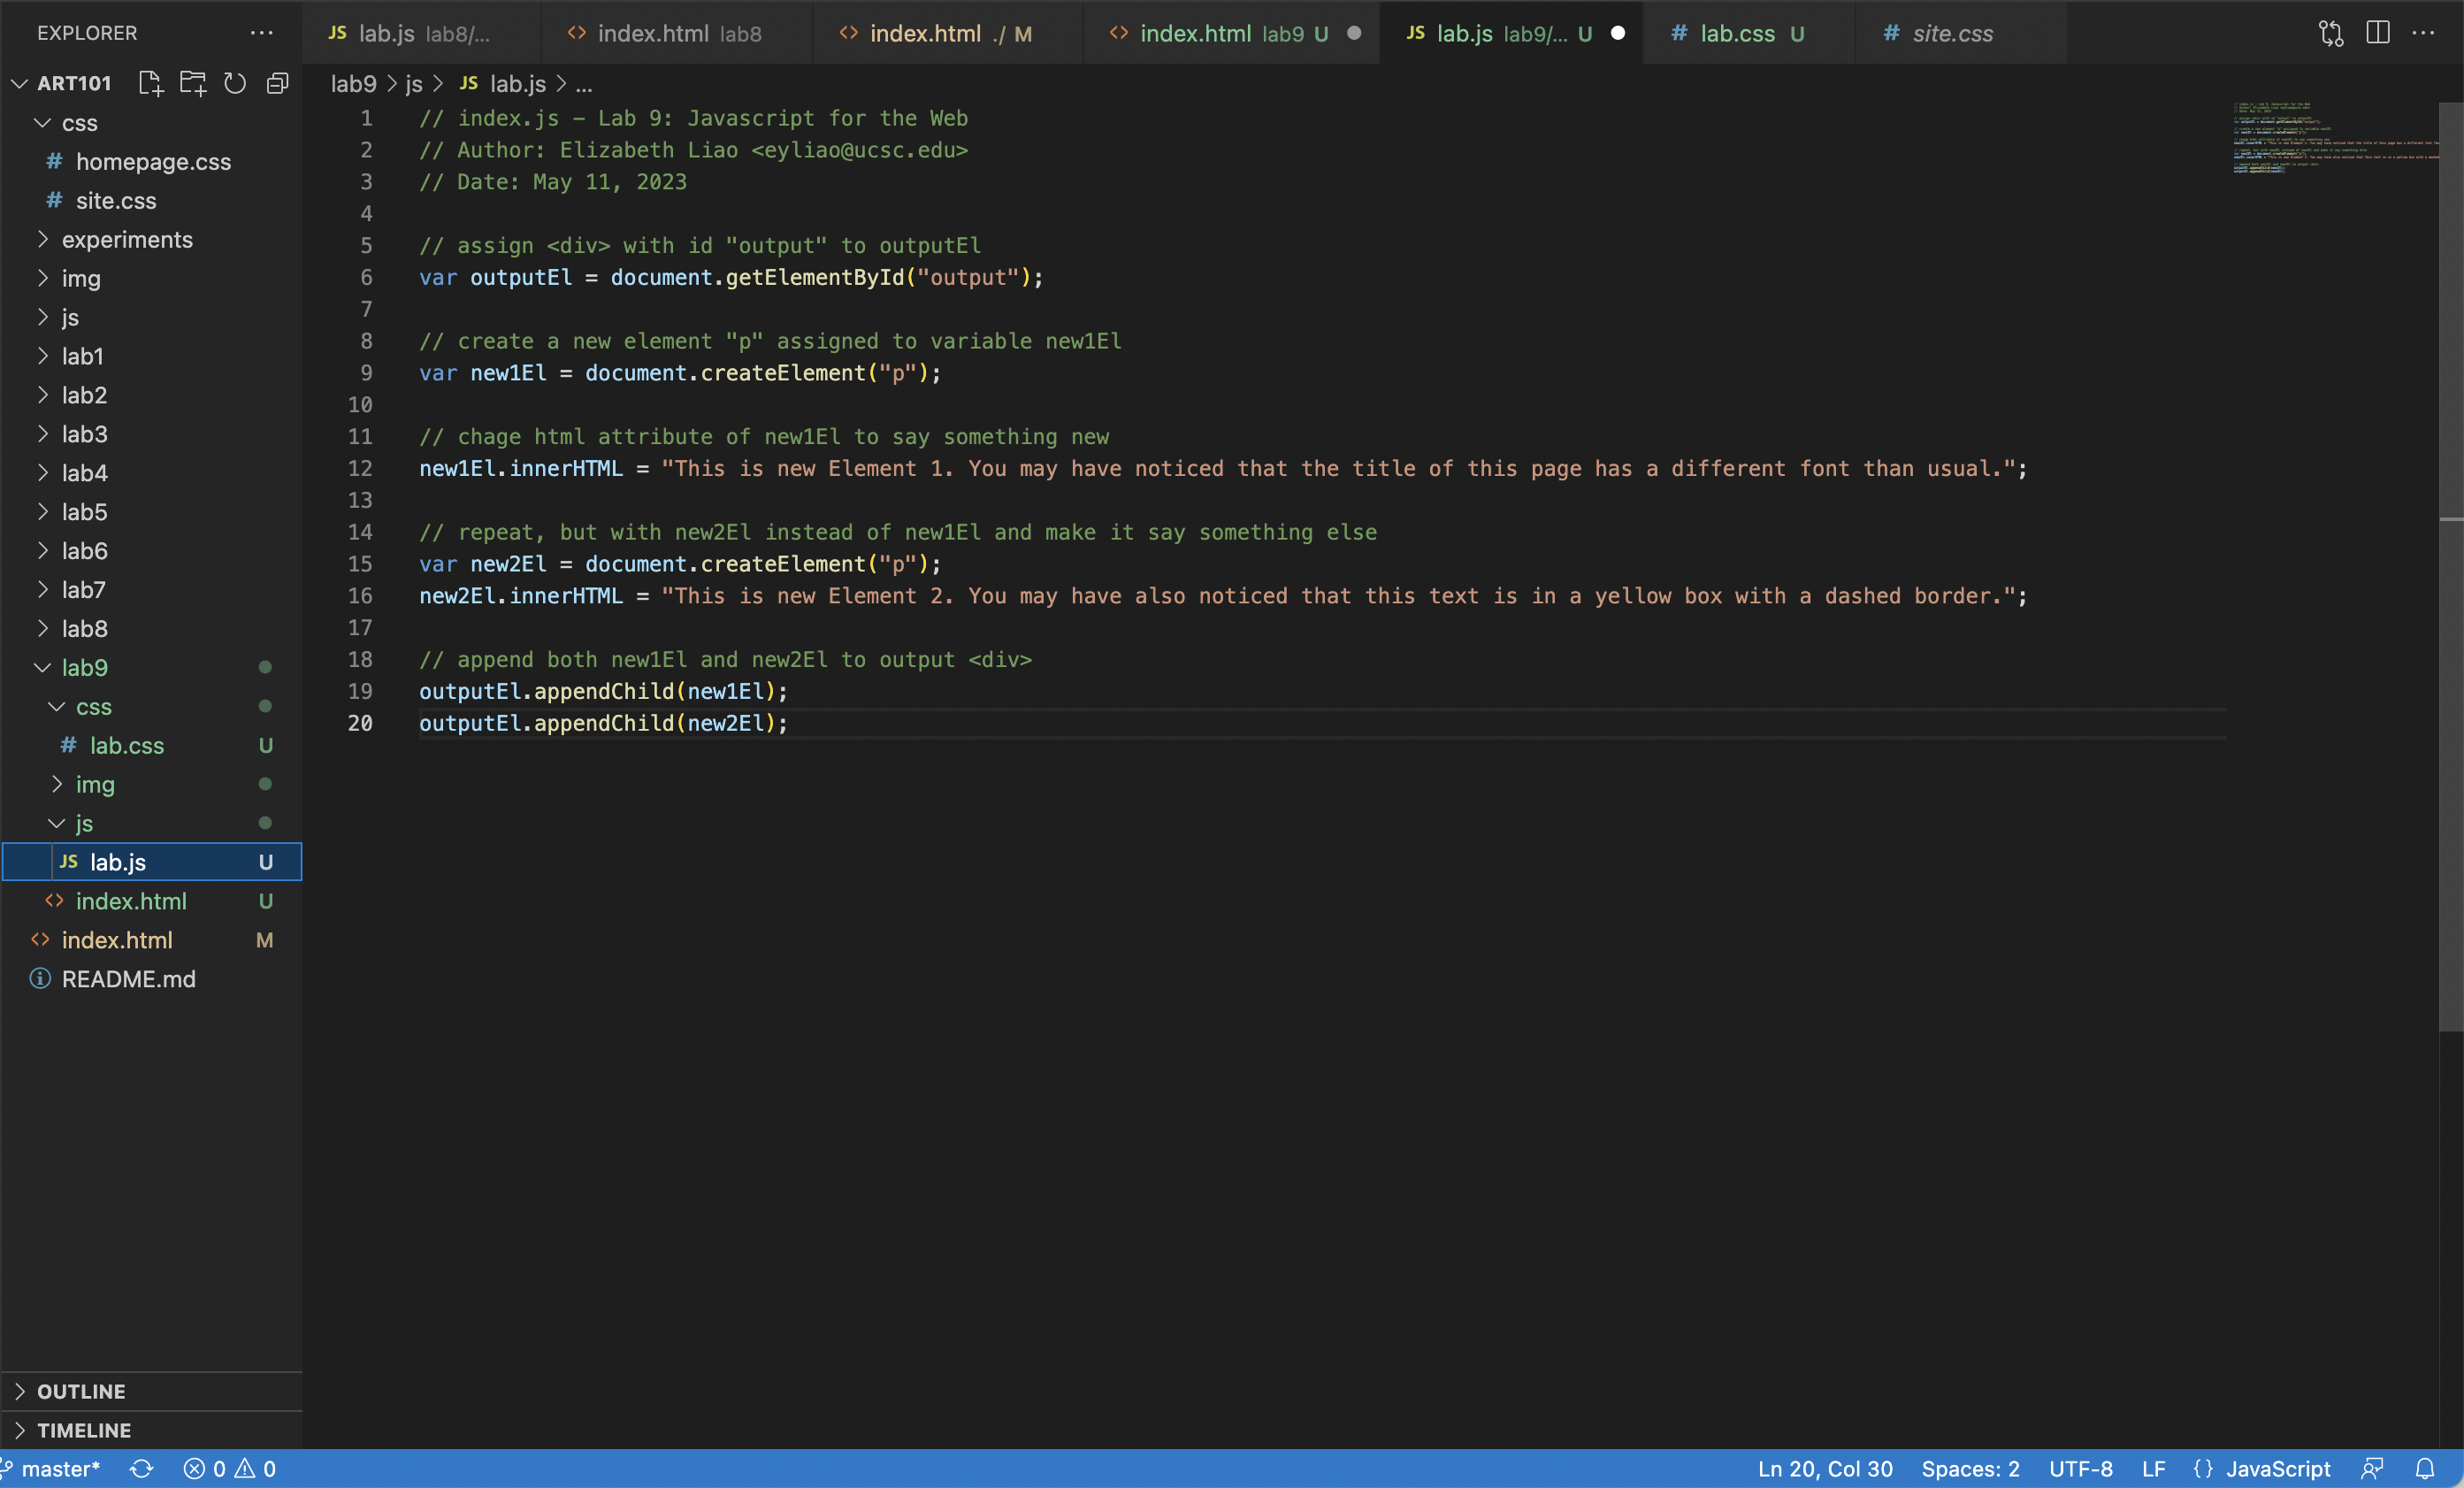 EXPLORER
ART101
css
# homepage.css
# site.css
experiments
img
js
lab1
lab2
lab3
lab4
lab5
lab6
lab7
lab8
lab9
css
# lab.css U
img
js
JS lab.js U
<> index.html U
<> index.html M
README.md
OUTLINE
TIMELINE
JS lab.js lab8/...
<> index.html lab8
<> index.html ./ M
<> index.html lab9 U
JS lab.js lab9/... U
# lab.css U
# site.css
lab9 > js > JS lab.js > ...
1 // index.js – Lab 9: Javascript for the Web
2 // Author: Elizabeth Liao <eyliao@ucsc.edu>
3 // Date: May 11, 2023
4
5 // assign <div> with id "output" to outputEl
6 var outputEl = document.getElementById("output");
7
8 // create a new element "p" assigned to variable new1El
9 var new1El = document.createElement("p");
10
11 // chage html attribute of new1El to say something new
12 new1El.innerHTML = "This is new Element 1. You may have noticed that the title of this page has a different font than usual.";
13
14 // repeat, but with new2El instead of new1El and make it say something else
15 var new2El = document.createElement("p");
16 new2El.innerHTML = "This is new Element 2. You may have also noticed that this text is in a yellow box with a dashed border.";
17
18 // append both new1El and new2El to output <div>
19 outputEl.appendChild(new1El);
20 outputEl.appendChild(new2El);
master* 0 0
Ln 20, Col 30
Spaces: 2
UTF-8
LF
{} JavaScript